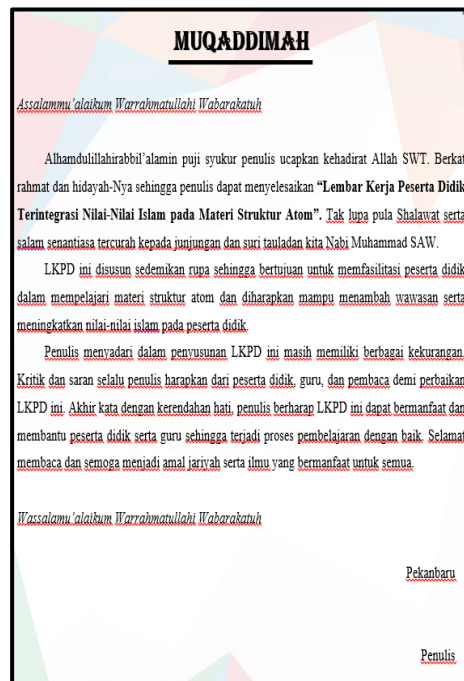 MUQADDIMAH
Assalammu’alaikum Warrahmatullahi Wabarakatuh
Alhamdulillahirabbil’alamin puji syukur penulis ucapkan kehadirat Allah SWT. Berkat
rahmat dan hidayah-Nya sehingga penulis dapat menyelesaikan “Lembar Kerja Peserta Didik
Terintegrasi Nilai-Nilai Islam pada Materi Struktur Atom”. Tak lupa pula Shalawat serta
salam senantiasa tercurah kepada junjungan dan suri tauladan kita Nabi Muhammad SAW.
LKPD ini disusun sedemikan rupa sehingga bertujuan untuk memfasilitasi peserta didik
dalam mempelajari materi struktur atom dan diharapkan mampu menambah wawasan serta
meningkatkan nilai-nilai islam pada peserta didik.
Penulis menyadari dalam penyusunan LKPD ini masih memiliki berbagai kekurangan.
Kritik dan saran selalu penulis harapkan dari peserta didik, guru, dan pembaca demi perbaikan
LKPD ini. Akhir kata dengan kerendahan hati, penulis berharap LKPD ini dapat bermanfaat dan
membantu peserta didik serta guru sehingga terjadi proses pembelajaran dengan baik. Selamat
membaca dan semoga menjadi amal jariyah serta ilmu yang bermanfaat untuk semua.
Wassalamu’alaikum Warrahmatullahi Wabarakatuh
Pekanbaru
Penulis